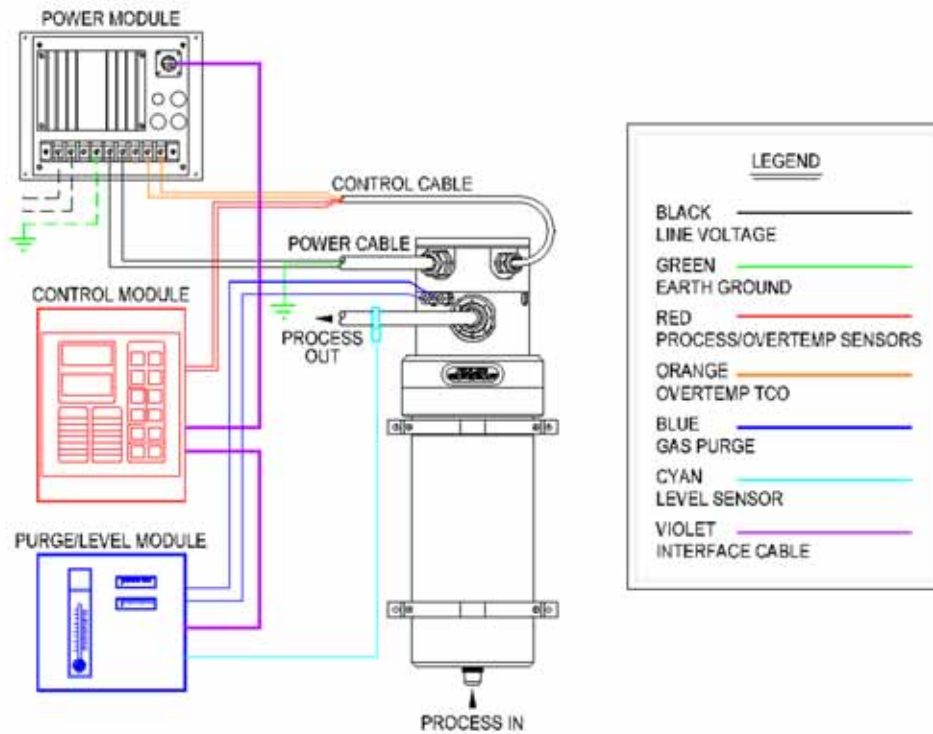 POWER MODULE
CONTROL CABLE
POWER CABLE
CONTROL MODULE
PROCESS
OUT
PURGE/LEVEL MODULE
PROCESS IN
LEGEND
BLACK
LINE VOLTAGE
GREEN
EARTH GROUND
RED
PROCESS/OVERTEMP SENSORS
ORANGE
OVERTEMP TCO
BLUE
GAS PURGE
CYAN
LEVEL SENSOR
VIOLET
INTERFACE CABLE